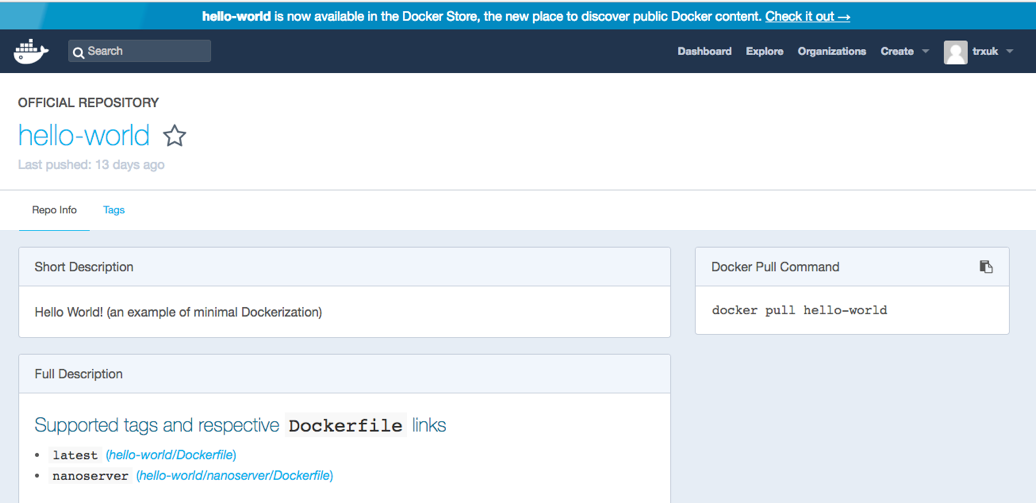 hello-world is now available in the Docker Store, the new place to discover public Docker content. Check it out →
Search
Dashboard Explore Organizations Create trxuk
OFFICIAL REPOSITORY
hello-world
Last pushed: 13 days ago
Repo Info Tags
Short Description
Hello World! (an example of minimal Dockerization)
Docker Pull Command
docker pull hello-world
Full Description
Supported tags and respective Dockerfile links
• latest (hello-world/Dockerfile)
• nanoserver (hello-world/nanoserver/Dockerfile)